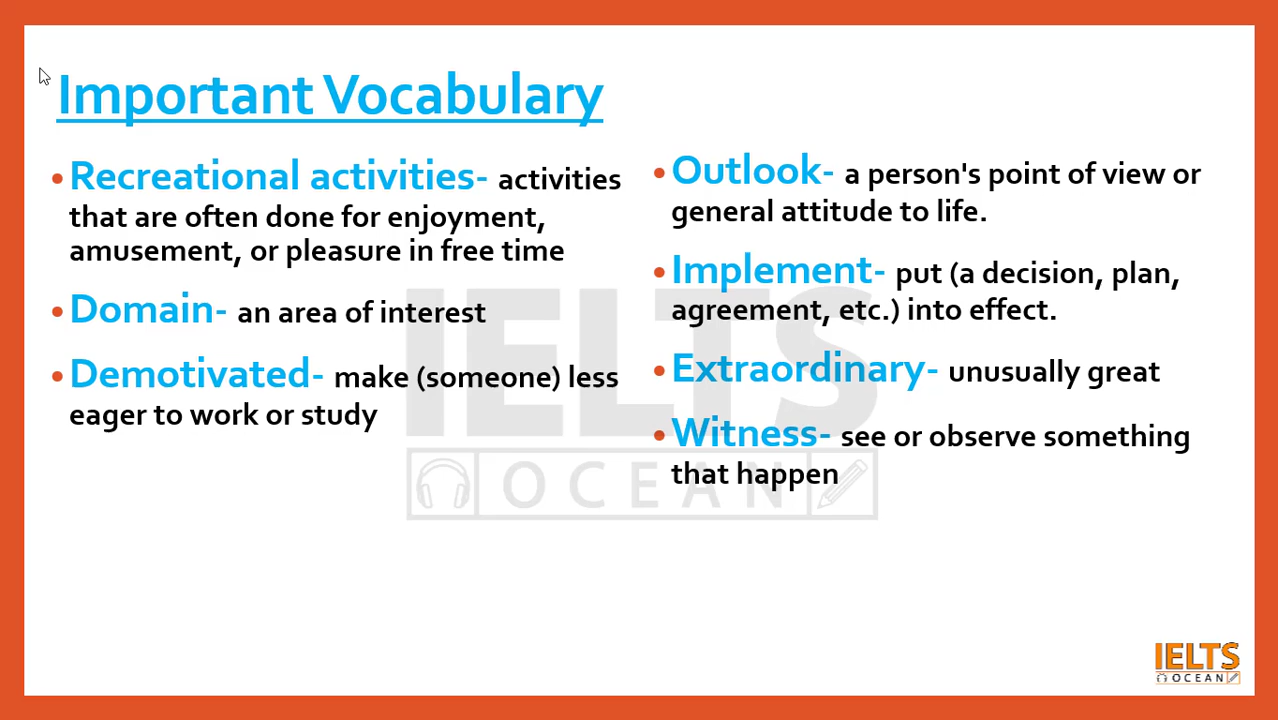 Important Vocabulary
•Recreational activities- activities
that are often done for enjoyment,
amusement, or pleasure in free time
•Domain- an area of interest
•Demotivated- make (someone) less
eager to work or study
•Outlook- a person's point of view or
general attitude to life.
•Implement- put (a decision, plan,
agreement, etc.) into effect.
•Extraordinary- unusually great
•Witness- see or observe something
that happen
IELTS
OCEAN
IELTS
OCEAN